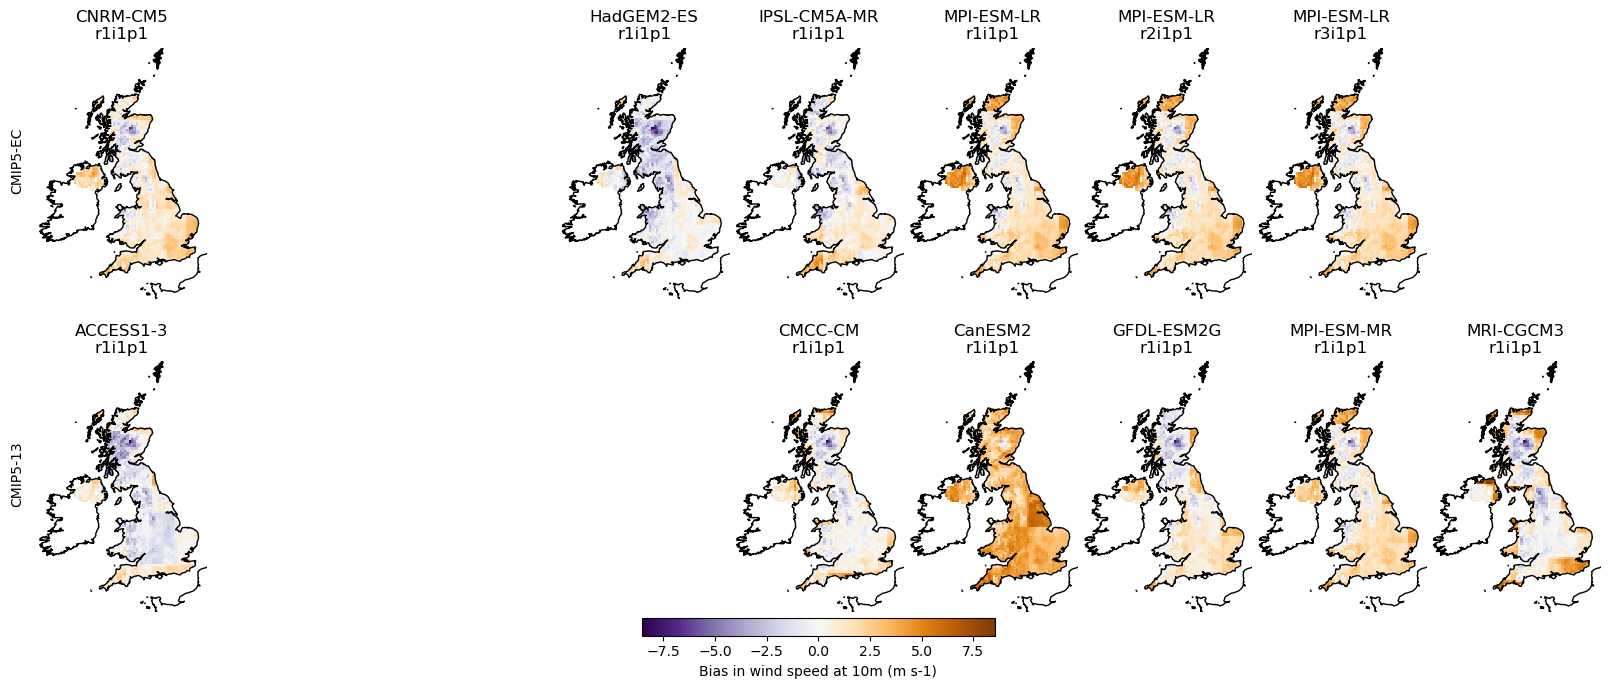 CNRM-CM5
r1i1p1
HadGEM2-ES
r1i1p1
IPSL-CM5A-MR
r1i1p1
MPI-ESM-LR
r1i1p1
MPI-ESM-LR
r2i1p1
MPI-ESM-LR
r3i1p1
CMIP5-EC
ACCESS1-3
r1i1p1
CMCC-CM
r1i1p1
CanESM2
r1i1p1
GFDL-ESM2G
r1i1p1
MPI-ESM-MR
r1i1p1
MRI-CGCM3
r1i1p1
CMIP5-13
−7.5 −5.0 −2.5 0.0 2.5 5.0 7.5
Bias in wind speed at 10m (m s-1)